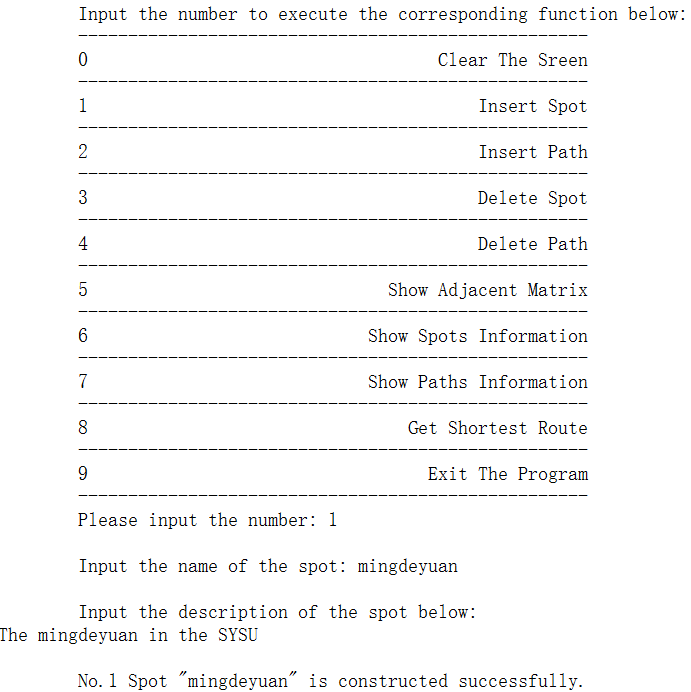 Input the number to execute the corresponding function below:
0 Clear The Sreen
1 Insert Spot
2 Insert Path
3 Delete Spot
4 Delete Path
5 Show Adjacent Matrix
6 Show Spots Information
7 Show Paths Information
8 Get Shortest Route
9 Exit The Program
Please input the number: 1
Input the name of the spot: mingdeyuan
Input the description of the spot below:
The mingdeyuan in the SYSU
No.1 Spot "mingdeyuan" is constructed successfully.